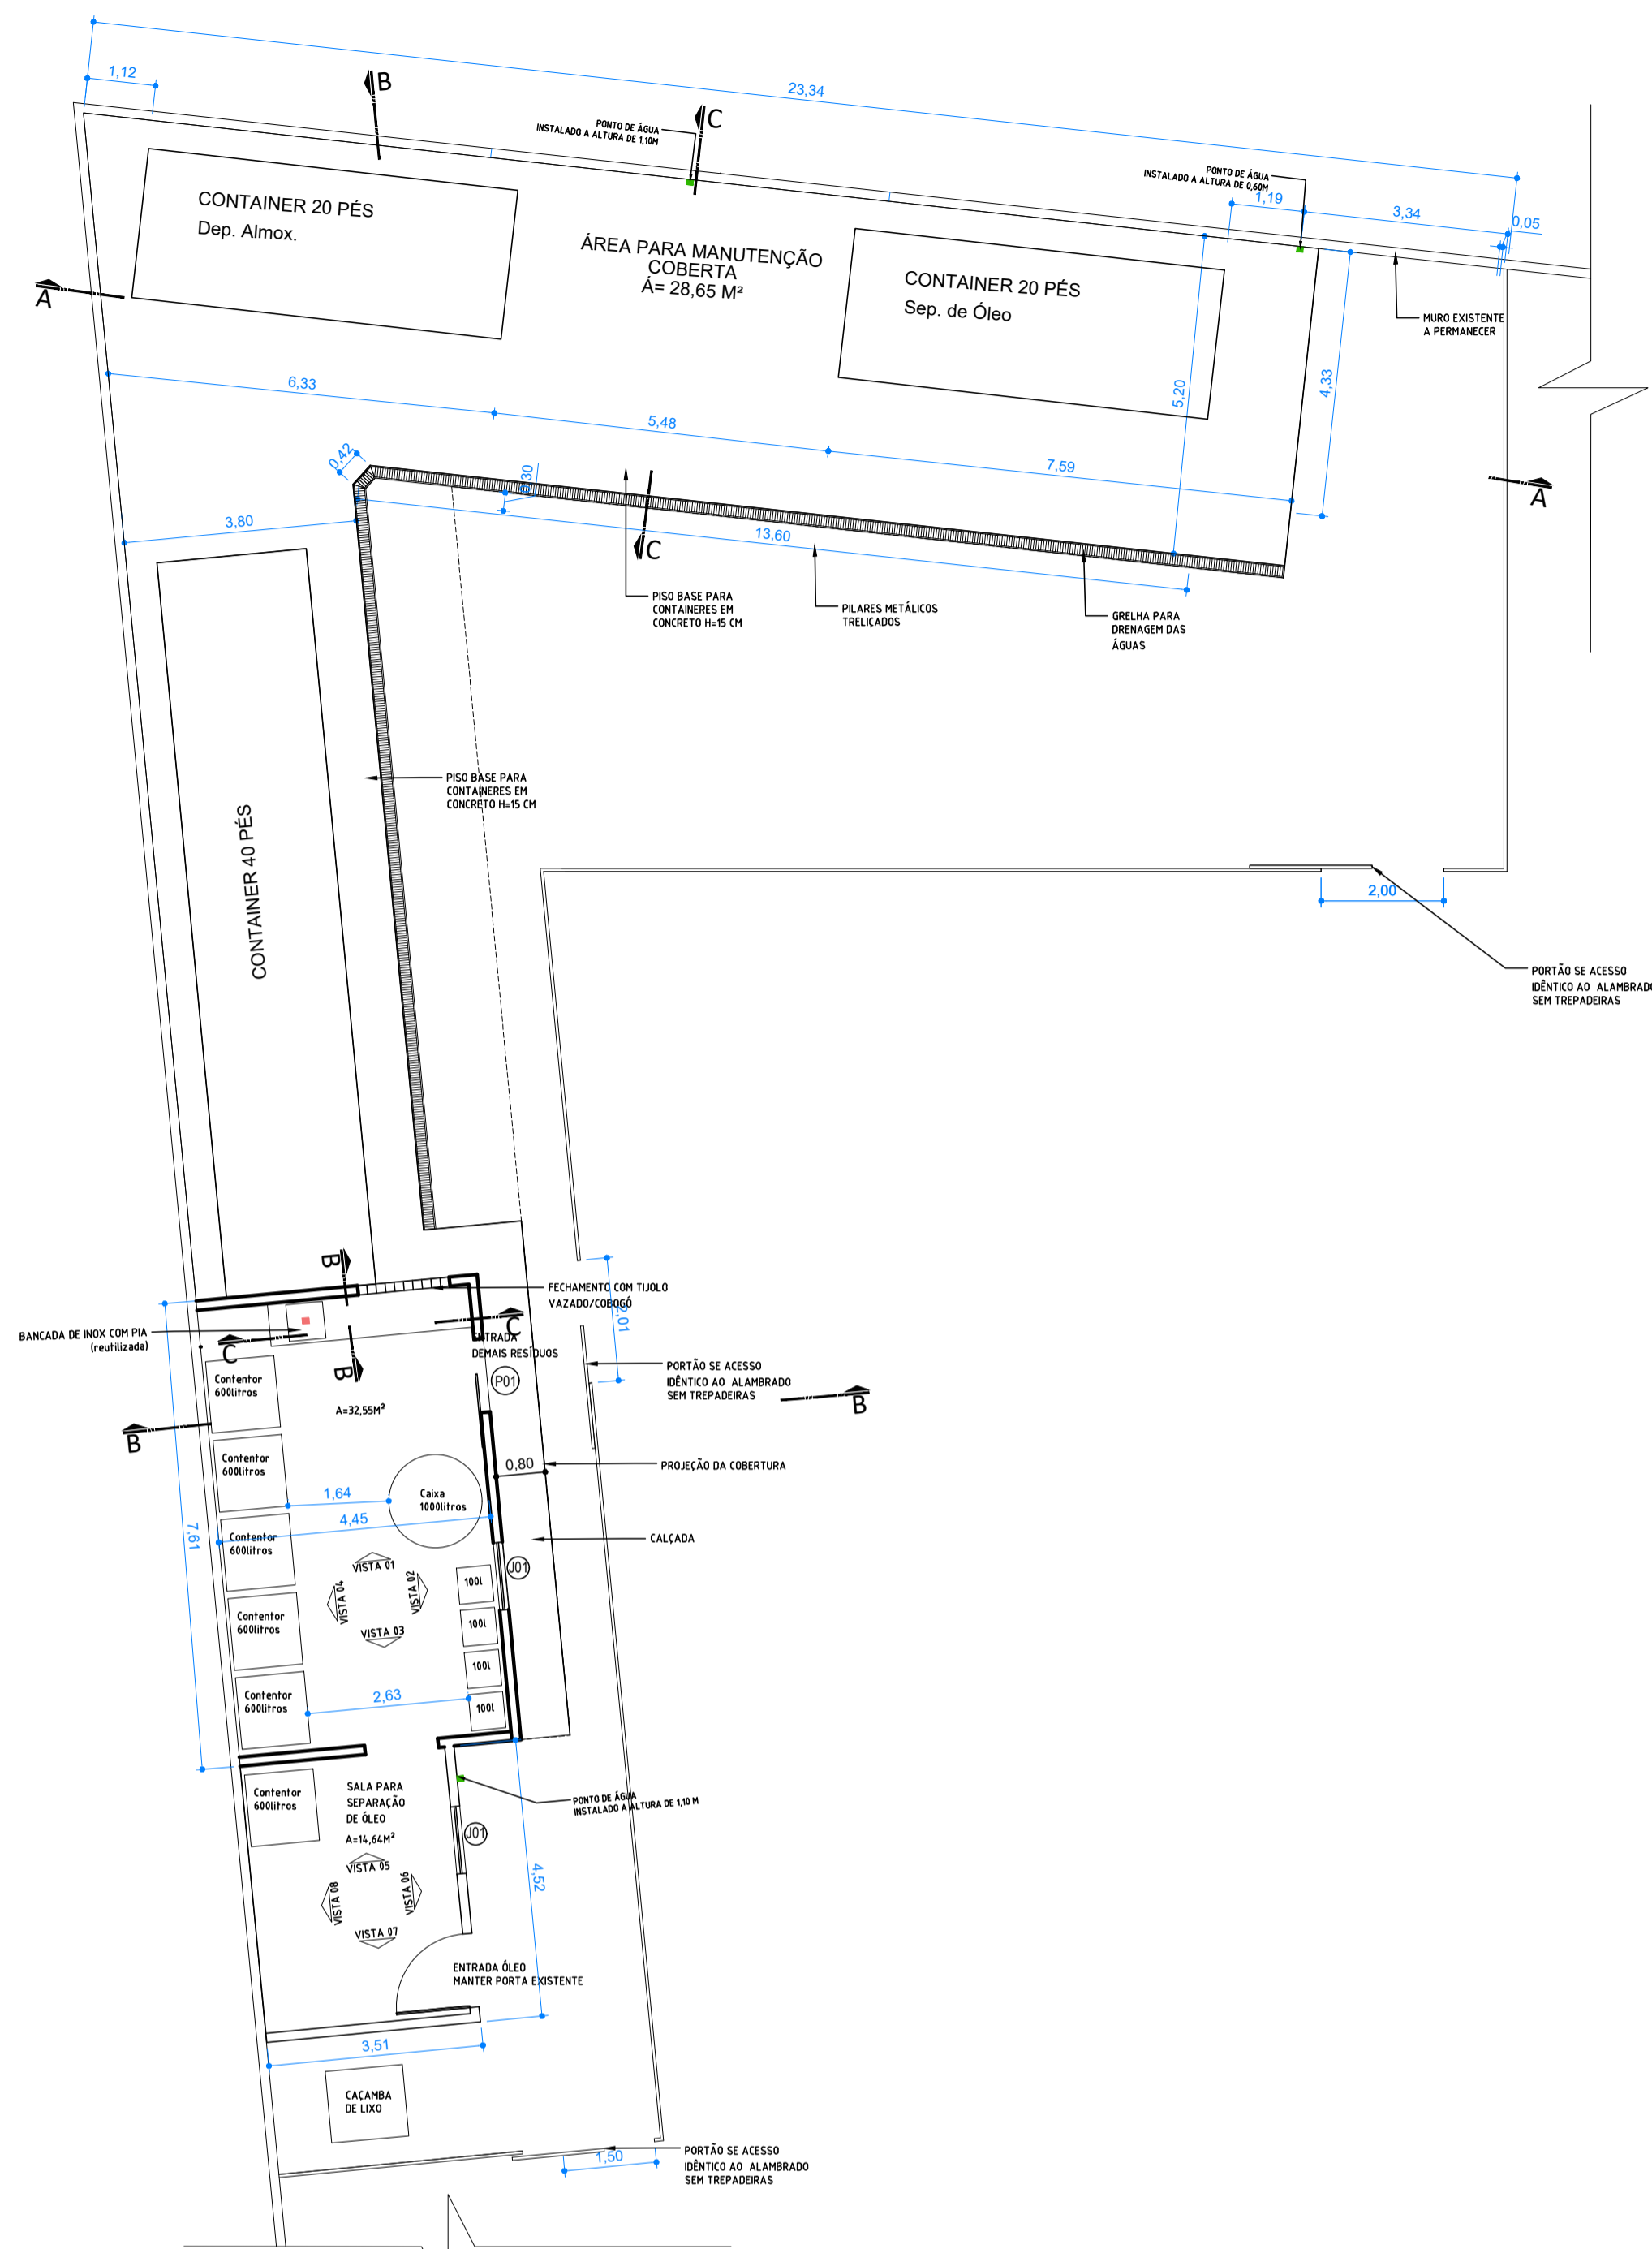 23,34
1,12
B
C
PONTO DE ÁGUA
INSTALADO A ALTURA DE 1,10M
PONTO DE ÁGUA
INSTALADO A ALTURA DE 0,60M
1,19
3,34
0,05
CONTAINER 20 PÉS
Dep. Almox.
ÁREA PARA MANUTENÇÃO
COBERTA
Á= 28,65 M²
CONTAINER 20 PÉS
Sep. de Óleo
A
MURO EXISTENTE
A PERMANECER
6,33
5,48
7,59
5,20
4,33
0,42
0,30
A
3,80
13,60
C
PISO BASE PARA
CONTAINERES EM
CONCRETO H=15 CM
PILARES METÁLICOS
TRELIÇADOS
GRELHA PARA
DRENAGEM DAS
ÁGUAS
PISO BASE PARA
CONTAINERES EM
CONCRETO H=15 CM
CONTAINER 40 PÉS
2,00
PORTÃO SE ACESSO
IDÊNTICO AO ALAMBRADO
SEM TREPADEIRAS
B
FECHAMENTO COM TIJOLO
VAZADO/COBOGÓ
2,01
BANCADA DE INOX COM PIA
(reutilizada)
C
C
ENTRADA
DEMAIS RESÍDUOS
B
P01
PORTÃO SE ACESSO
IDÊNTICO AO ALAMBRADO
SEM TREPADEIRAS
Contentor
600litros
A=32,55M²
B
B
Contentor
600litros
0,80
PROJEÇÃO DA COBERTURA
1,64
Caixa
1000litros
4,45
7,61
Contentor
600litros
CALÇADA
VISTA 01
VISTA 02
VISTA 03
VISTA 04
J01
100l
100l
100l
100l
Contentor
600litros
Contentor
600litros
2,63
Contentor
600litros
SALA PARA
SEPARAÇÃO
DE ÓLEO
A=14,64M²
PONTO DE ÁGUA
INSTALADO A ALTURA DE 1,10 M
J01
4,52
VISTA 05
VISTA 06
VISTA 07
VISTA 08
ENTRADA ÓLEO
MANTER PORTA EXISTENTE
3,51
CAÇAMBA
DE LIXO
1,50
PORTÃO SE ACESSO
IDÊNTICO AO ALAMBRADO
SEM TREPADEIRAS